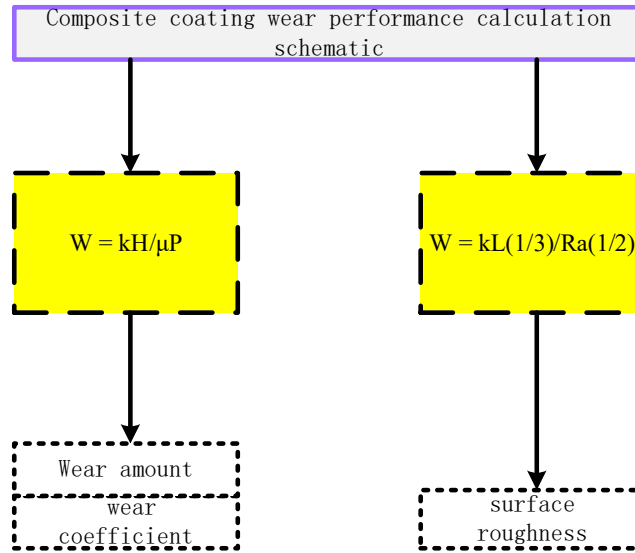 Composite coating wear performance calculation
schematic
W = kH/μP
W = kL(1/3)/Ra(1/2)
Wear amount
wear
coefficient
surface
roughness